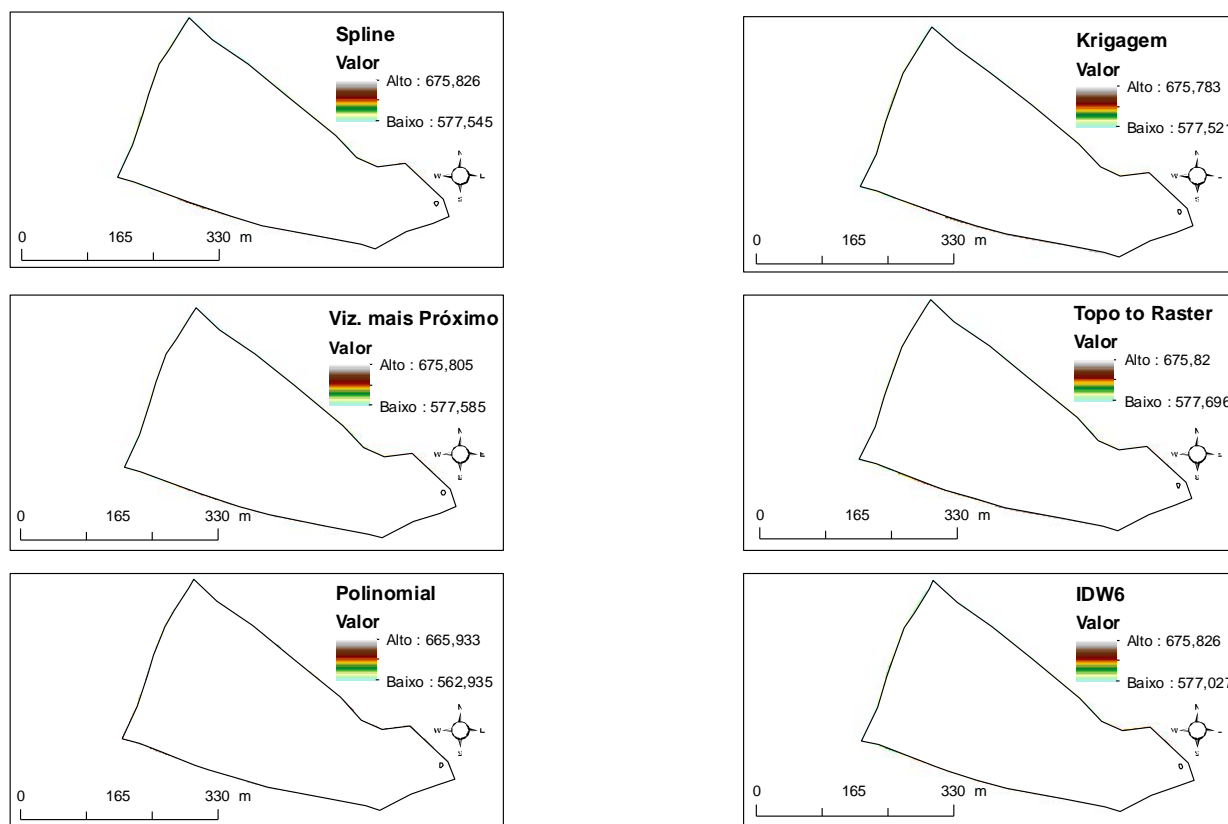 Spline
Valor
Alto : 675,826
Baixo : 577,545
N
W E
S
0 165 330 m
Krigagem
Valor
Alto : 675,783
Baixo : 577,521
N
W E
S
0 165 330 m
Viz. mais Próximo
Valor
Alto : 675,805
Baixo : 577,585
N
W E
S
0 165 330 m
Topo to Raster
Valor
Alto : 675,82
Baixo : 577,696
N
W E
S
0 165 330 m
Polinomial
Valor
Alto : 665,933
Baixo : 562,935
N
W E
S
0 165 330 m
IDW6
Valor
Alto : 675,826
Baixo : 577,027
N
W E
S
0 165 330 m